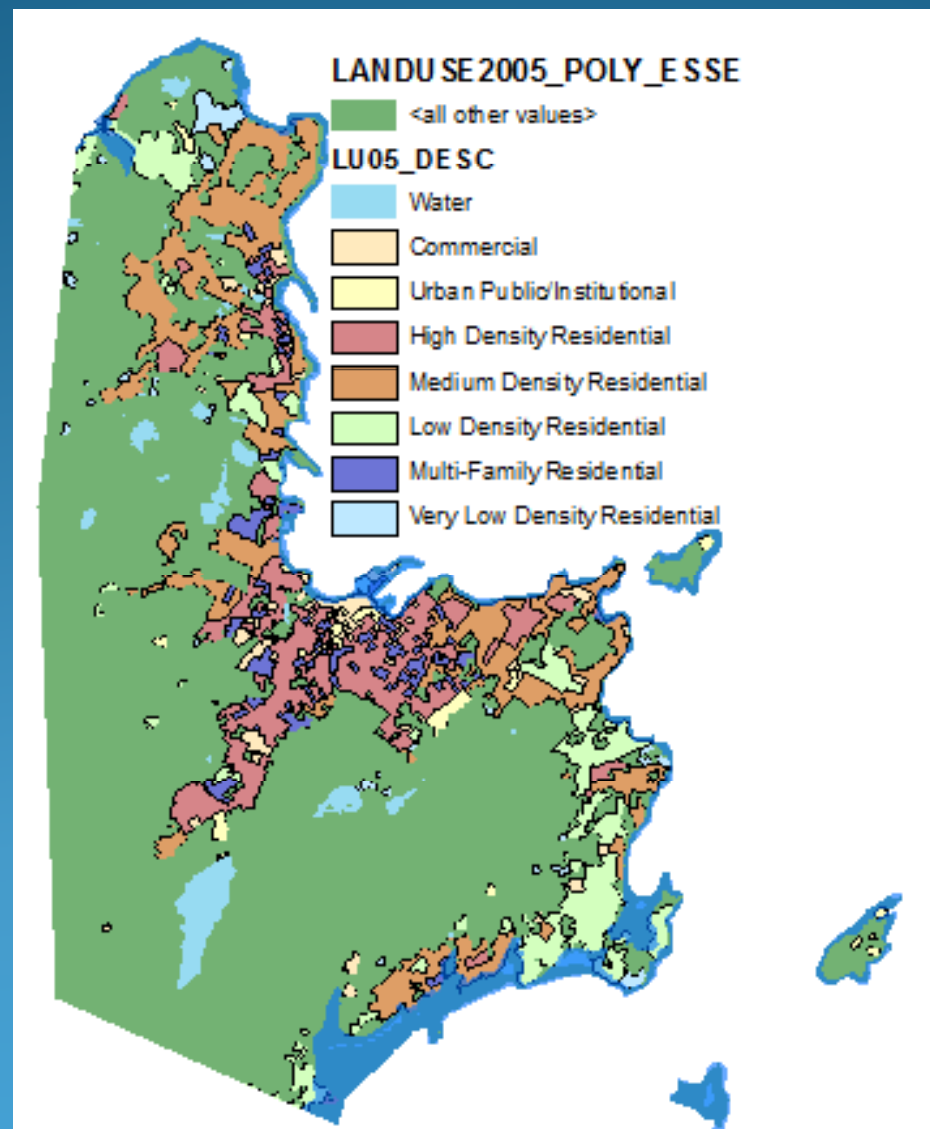 LANDUSE2005_POLY_ESSE
<all other values>
LU05_DESC
Water
Commercial
Urban Public/Institutional
High Density Residential
Medium Density Residential
Low Density Residential
Multi-Family Residential
Very Low Density Residential